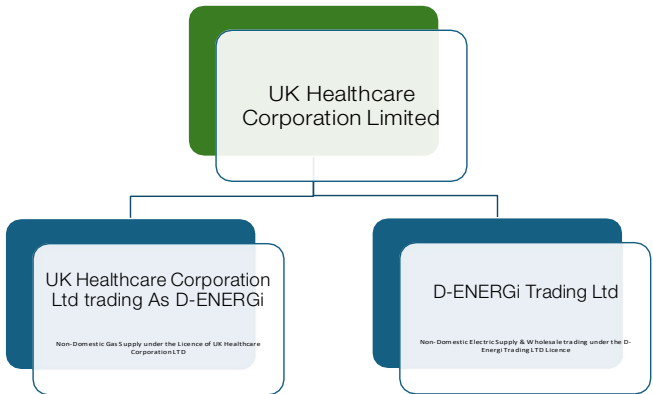 UK Healthcare
Corporation Limited
UK Healthcare Corporation
Ltd trading As D-ENERGi
Non-Domestic Gas Supply under the Licence of UK Healthcare
Corporation LTD
D-ENERGi Trading Ltd
Non-Domestic Electric Supply & Wholesale trading under the D-
Energi Trading LTD Licence